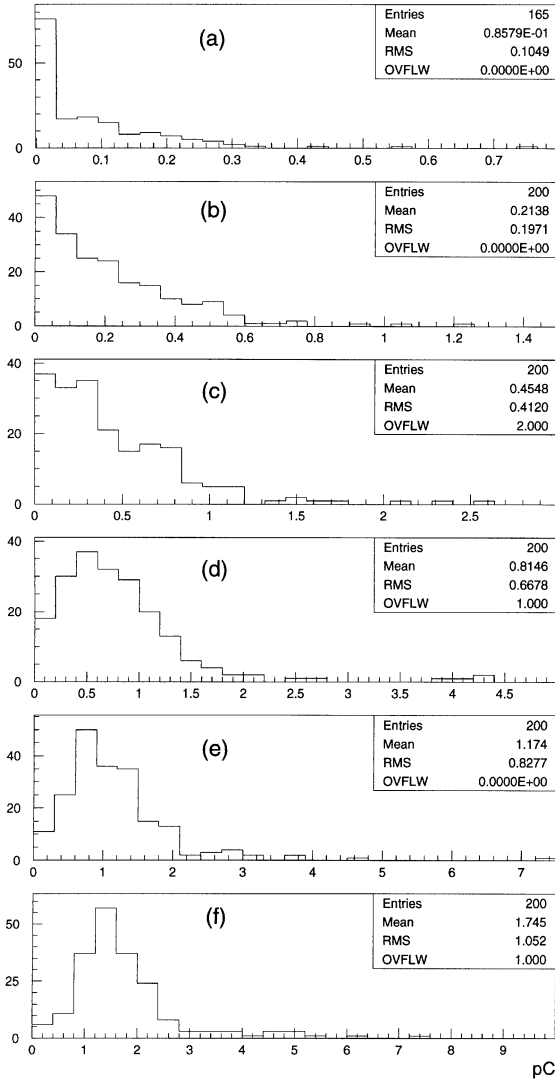 (a)
Entries 165
Mean 0.8579E-01
RMS 0.1049
OVFLW 0.0000E+00
50
0
0 0.1 0.2 0.3 0.4 0.5 0.6 0.7
(b)
Entries 200
Mean 0.2138
RMS 0.1971
OVFLW 0.0000E+00
40
20
0
0 0.2 0.4 0.6 0.8 1 1.2 1.4
(c)
Entries 200
Mean 0.4548
RMS 0.4120
OVFLW 2.000
40
20
0
0 0.5 1 1.5 2 2.5
(d)
Entries 200
Mean 0.8146
RMS 0.6678
OVFLW 1.000
40
20
0
0 0.5 1 1.5 2 2.5 3 3.5 4 4.5
(e)
Entries 200
Mean 1.174
RMS 0.8277
OVFLW 0.0000E+00
40
20
0
0 1 2 3 4 5 6 7
(f)
Entries 200
Mean 1.745
RMS 1.052
OVFLW 1.000
50
25
0
0 1 2 3 4 5 6 7 8 9
pC